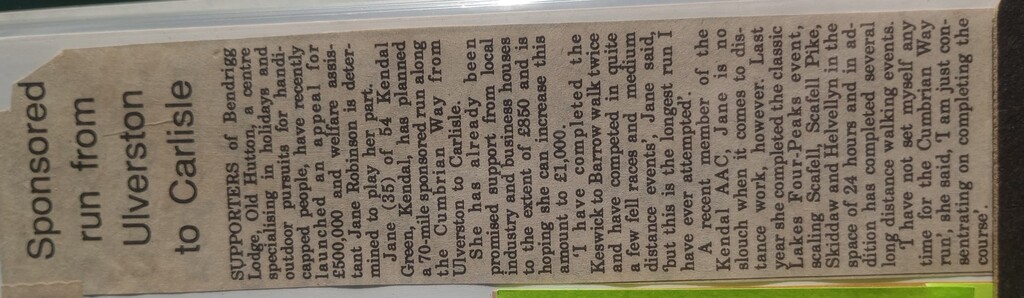 Sponsored
run from
Ulverston
to Carlisle
SUPPORTERS of Bendrigg
Lodge, Old Hutton, a centre
specialising in holidays and
outdoor pursuits for handi-
capped people, have recently
launched an appeal for
£500,000 and welfare assis-
tant Jane Robinson is deter-
mined to play her part.
Jane (35) of 54 Kendal
Green, Kendal, has planned
a 70-mile sponsored run along
the Cumbrian Way from
Ulverston to Carlisle.
She has already been
promised support from local
industry and business houses
to the extent of £850 and is
hoping she can increase this
amount to £1,000.
'I have completed the
Keswick to Barrow walk twice
and have competed in quite
a few fell races and medium
distance events', Jane said,
'but this is the longest run I
have ever attempted'.
A recent member of the
Kendal AAC, Jane is no
slouch when it comes to dis-
tance work, however. Last
year she completed the classic
Lakes Four-Peaks event,
scaling Scafell, Scafell Pike,
Skiddaw and Helvellyn in the
space of 24 hours and in ad-
dition has completed several
long distance walking events.
'I have not set myself any
time for the Cumbrian Way
run', she said, 'I am just con-
sentrating on completing the
course'.